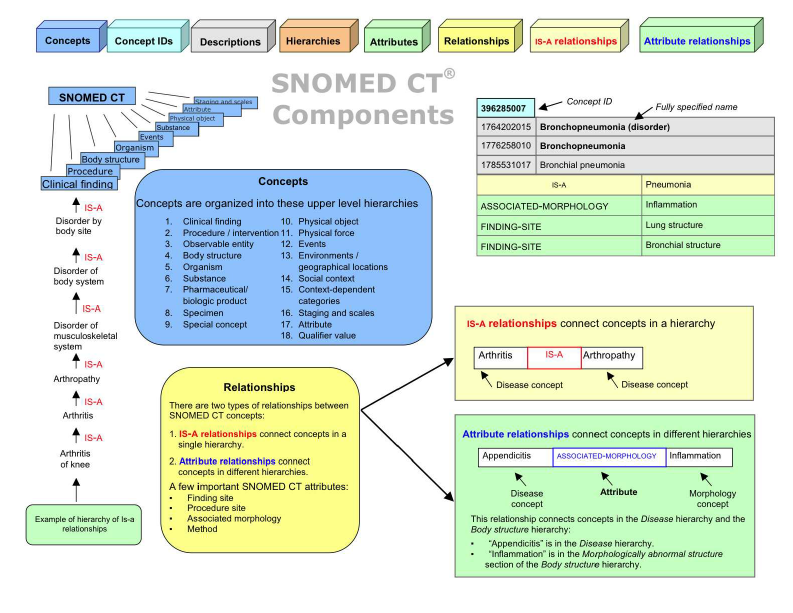 Concepts
Concept IDs
Descriptions
Hierarchies
Attributes
Relationships
IS-A relationships
Attribute relationships
SNOMED CT®
Components
SNOMED CT
Staging and scales
Attribute
Physical object
Substance
Events
Organism
Body structure
Procedure
Clinical finding
IS-A
Disorder by
body site
IS-A
Disorder of
body system
IS-A
Disorder of
musculoskeletal
system
IS-A
Arthropathy
IS-A
Arthritis
IS-A
Arthritis
of knee
Example of hierarchy of Is-a
relationships
Concepts
Concepts are organized into these upper level hierarchies
1. Clinical finding
2. Procedure / intervention
3. Observable entity
4. Body structure
5. Organism
6. Substance
7. Pharmaceutical/
biologic product
8. Specimen
9. Special concept
10. Physical object
11. Physical force
12. Events
13. Environments /
geographical locations
14. Social context
15. Context-dependent
categories
16. Staging and scales
17. Attribute
18. Qualifier value
396285007
Concept ID
Fully specified name
1764202015 Bronchopneumonia (disorder)
1776258010 Bronchopneumonia
1785531017 Bronchial pneumonia
IS-A Pneumonia
ASSOCIATED-MORPHOLOGY Inflammation
FINDING-SITE Lung structure
FINDING-SITE Bronchial structure
Relationships
There are two types of relationships between
SNOMED CT concepts:
1. IS-A relationships connect concepts in a
single hierarchy.
2. Attribute relationships connect
concepts in different hierarchies.
A few important SNOMED CT attributes:
• Finding site
• Procedure site
• Associated morphology
• Method
IS-A relationships connect concepts in a hierarchy
Arthritis IS-A Arthropathy
Disease concept Disease concept
Attribute relationships connect concepts in different hierarchies
Appendicitis ASSOCIATED-MORPHOLOGY Inflammation
Disease
concept
Attribute
Morphology
concept
This relationship connects concepts in the Disease hierarchy and the
Body structure hierarchy:
• “Appendicitis” is in the Disease hierarchy.
• “Inflammation” is in the Morphologically abnormal structure
section of the Body structure hierarchy.